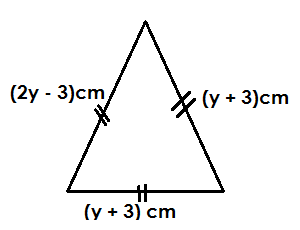 (2y - 3)cm
(y + 3)cm
(y + 3) cm